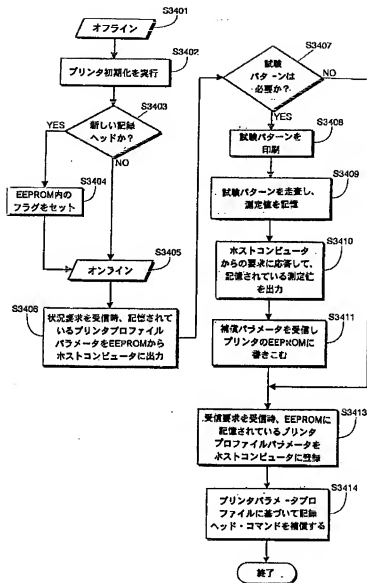 S3401
オフライン
S3402
プリンタ初期化を実行
S3403
新しい記録
ヘッドか?
YES
NO
S3404
EEPROM内の
フラグをセット
S3405
オンライン
S3406
状況要求を受信時、記憶されて
いるプリンタプロファイル
パラメータをEEPROMから
ホストコンピュータに出力
S3407
試験
パターンは
必要か?
NO
YES
S3408
試験パターンを
印刷
S3409
試験パターンを走査し、
測定値を記憶
S3410
ホストコンピュータ
からの要求に応答して、
記憶されている測定値
を出力
S3411
補償パラメータを受信し
プリンタのEEPROMに
書きこむ
S3413
受信要求を受信時、EEPROMに
記憶されているプリンタ
プロファイルパラメータを
ホストコンピュータに登録
S3414
プリンタパラメータプロ
ファイルに基づいて記録
ヘッド・コマンドを補償する
終了